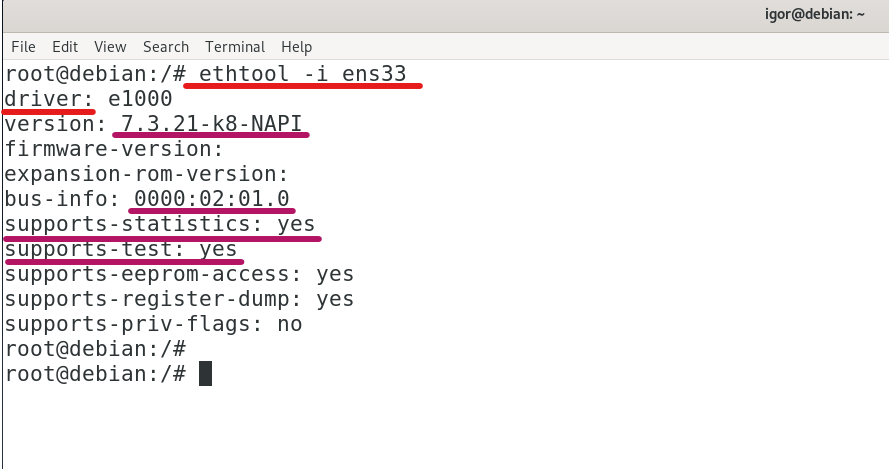 igor@debian: ~
File Edit View Search Terminal Help
root@debian:/# ethtool -i ens33
driver: e1000
version: 7.3.21-k8-NAPI
firmware-version:
expansion-rom-version:
bus-info: 0000:02:01.0
supports-statistics: yes
supports-test: yes
supports-eeprom-access: yes
supports-register-dump: yes
supports-priv-flags: no
root@debian:/#
root@debian:/#